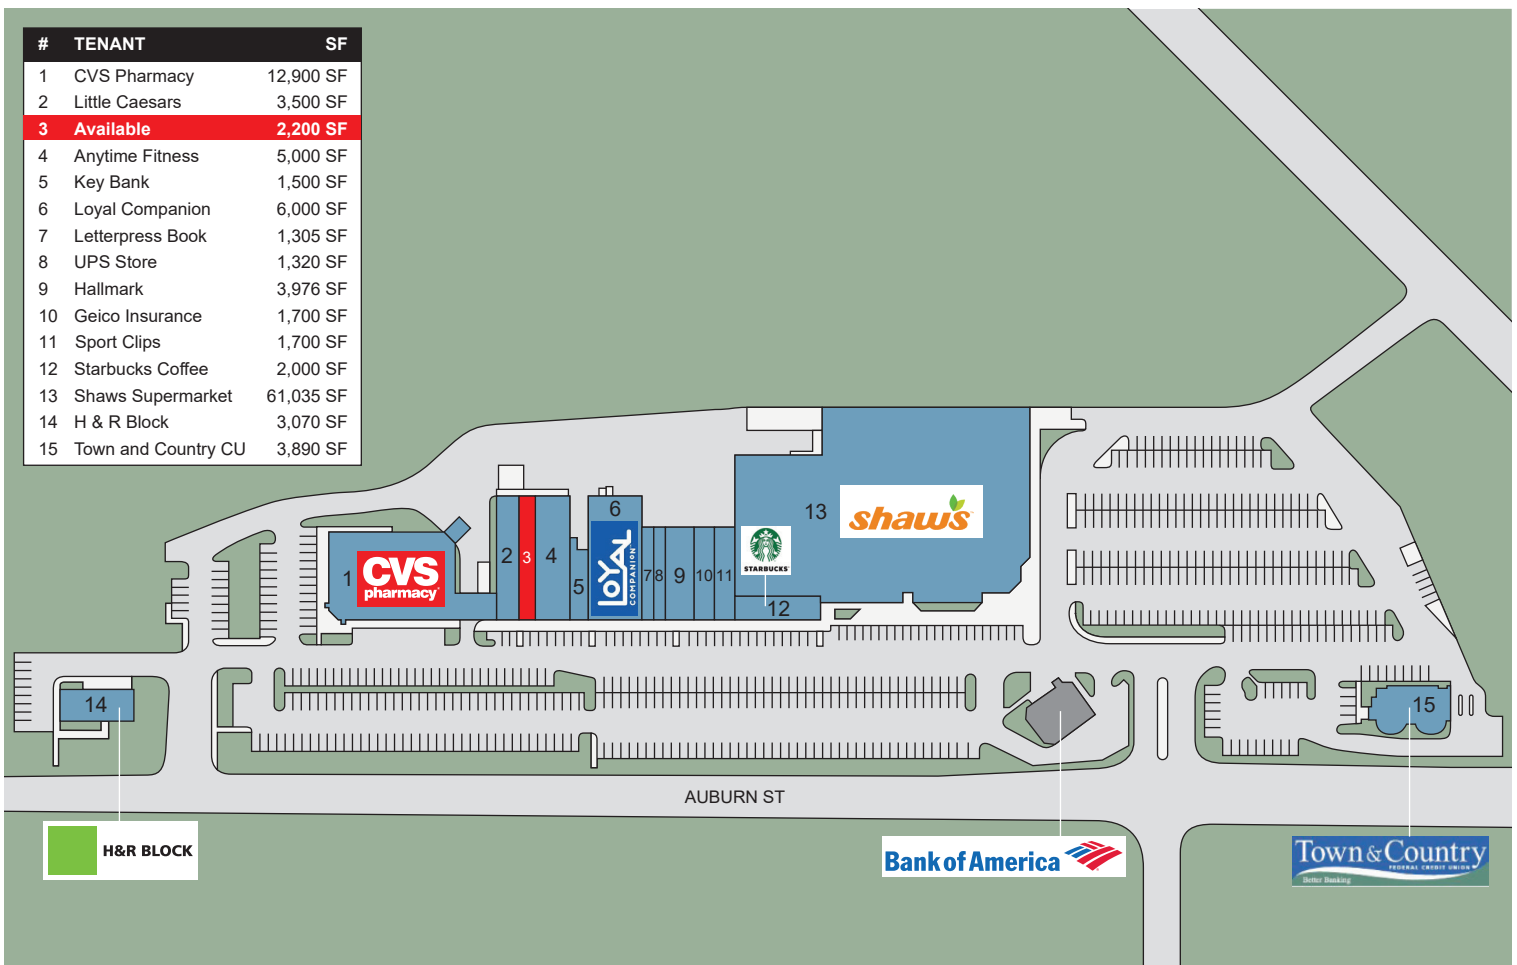 # TENANT SF
1 CVS Pharmacy 12,900 SF
2 Little Caesars 3,500 SF
3 Available 2,200 SF
4 Anytime Fitness 5,000 SF
5 Key Bank 1,500 SF
6 Loyal Companion 6,000 SF
7 Letterpress Book 1,305 SF
8 UPS Store 1,320 SF
9 Hallmark 3,976 SF
10 Geico Insurance 1,700 SF
11 Sport Clips 1,700 SF
12 Starbucks Coffee 2,000 SF
13 Shaws Supermarket 61,035 SF
14 H & R Block 3,070 SF
15 Town and Country CU 3,890 SF
6
13
shaw's
STARBUCKS
1
CVS
pharmacy
2
3
4
5
LOYAL
COMPANION
7
8
9
10
11
12
14
15
AUBURN ST
H&R BLOCK
Bank of America
Town & Country
FEDERAL CREDIT UNION
Better Banking